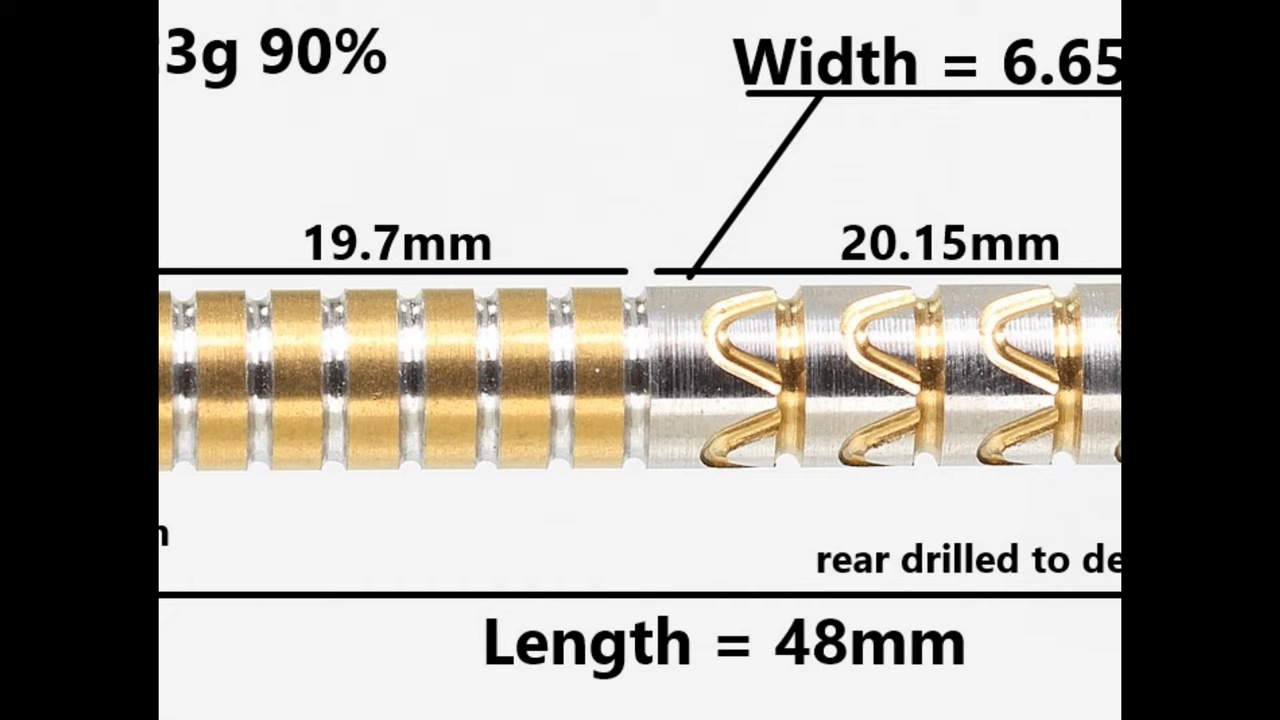 3g 90%
Width = 6.65
19.7mm
20.15mm
rear drilled to de
Length = 48mm